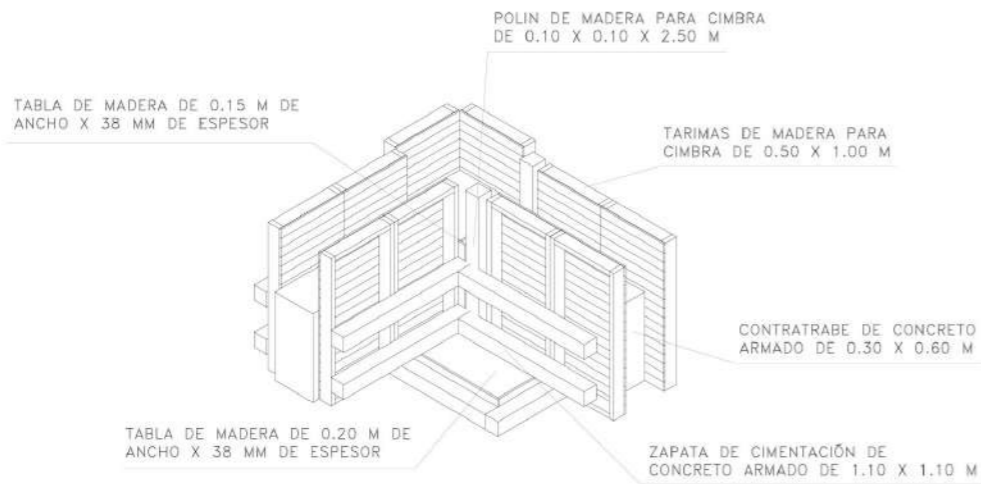 POLIN DE MADERA PARA CIMBRA
DE 0.10 X 0.10 X 2.50 M
TABLA DE MADERA DE 0.15 M DE
ANCHO X 38 MM DE ESPESOR
TARIMAS DE MADERA PARA
CIMBRA DE 0.50 X 1.00 M
CONTRATRABE DE CONCRETO
ARMADO DE 0.30 X 0.60 M
TABLA DE MADERA DE 0.20 M DE
ANCHO X 38 MM DE ESPESOR
ZAPATA DE CIMENTACIÓN DE
CONCRETO ARMADO DE 1.10 X 1.10 M